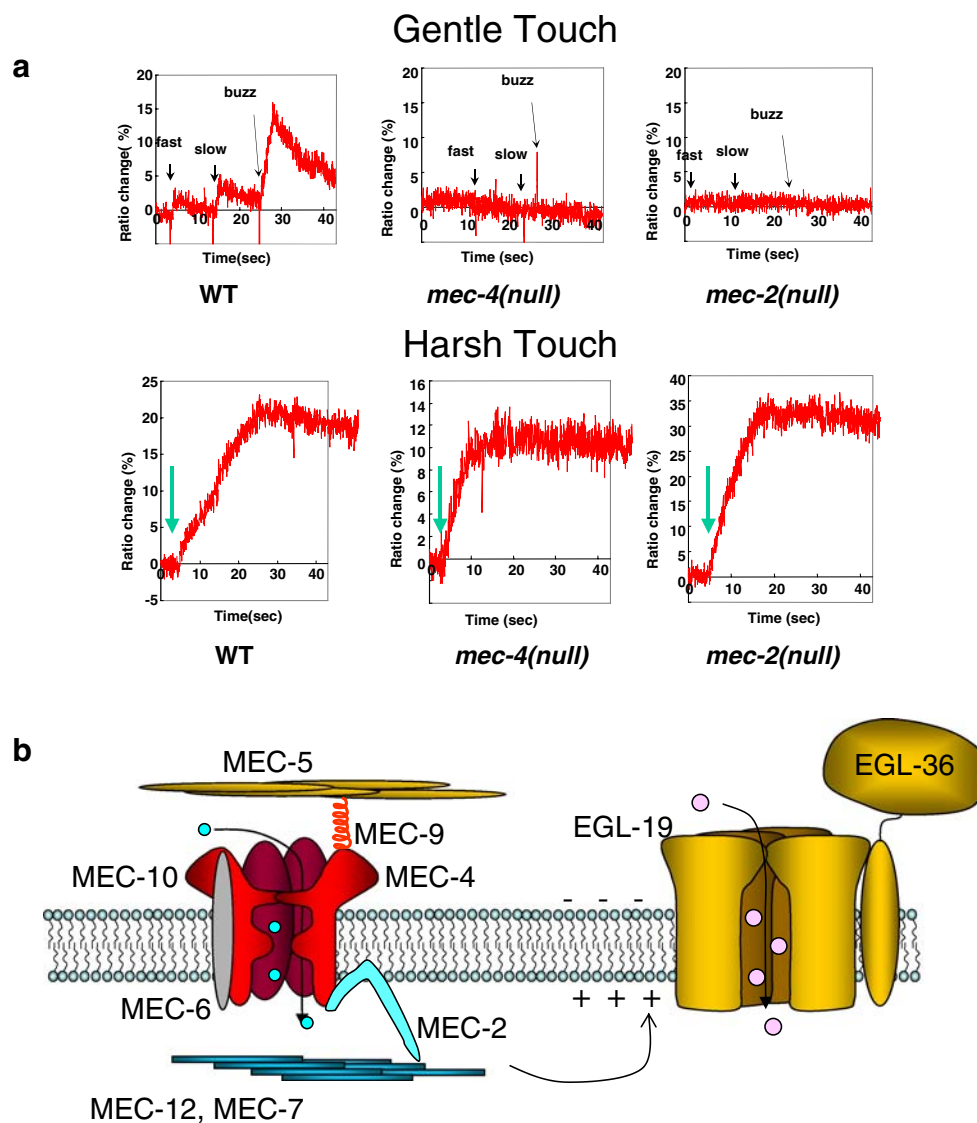 Gentle Touch
a
20
15
10
5
0
Ratio change( %)
fast
slow
buzz
0 10 20 30 40
Time(sec)
WT
20
15
10
5
0
Ratio change (%)
fast
slow
buzz
0 10 20 30 40
Time (sec)
mec-4(null)
20
15
10
5
0
Ratio change (%)
fast
slow
buzz
0 10 20 30 40
Time (sec)
mec-2(null)
Harsh Touch
25
20
15
10
5
0
-5
Ratio change (%)
0 10 20 30 40
Time(sec)
WT
16
14
12
10
8
6
4
2
0
Ratio change (%)
0 10 20 30 40
Time (sec)
mec-4(null)
40
35
30
25
20
15
10
5
0
Ratio change (%)
0 10 20 30 40
Time (sec)
mec-2(null)
b
MEC-5
EGL-36
MEC-9
EGL-19
MEC-10
MEC-4
- - -
+ + +
MEC-6
MEC-2
MEC-12, MEC-7